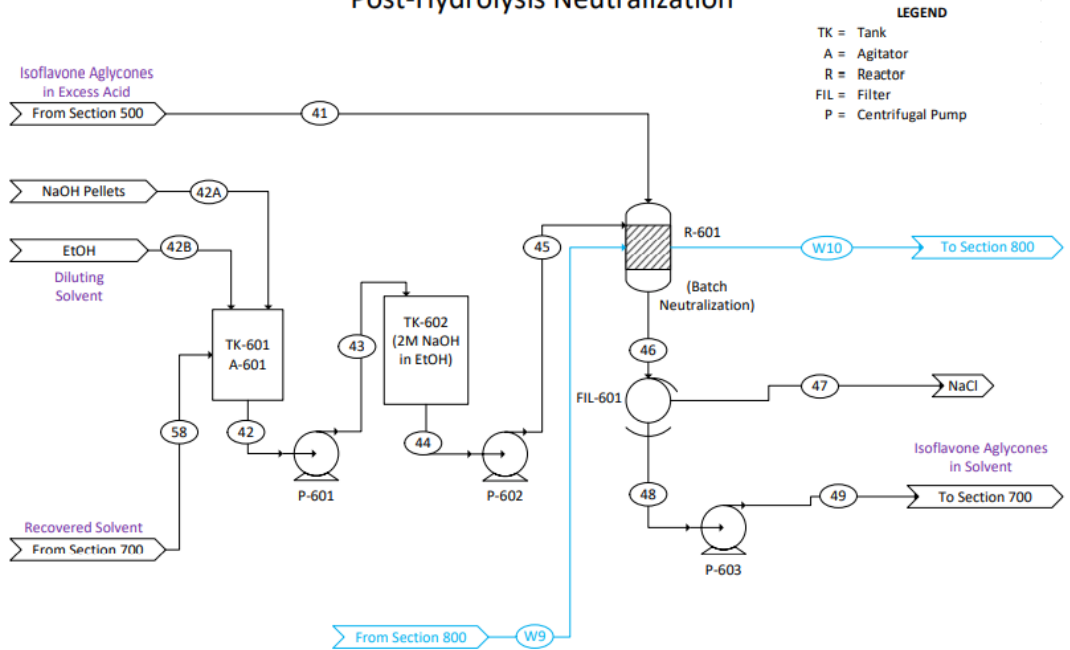 Post-Hydrolysis Neutralization
LEGEND
TK = Tank
A = Agitator
R = Reactor
FIL = Filter
P = Centrifugal Pump
Isoflavone Aglycones
in Excess Acid
From Section 500
41
NaOH Pellets
42A
EtOH
42B
Diluting
Solvent
45
R-601
W10
To Section 800
(Batch
Neutralization)
TK-601
A-601
43
TK-602
(2M NaOH
in EtOH)
46
FIL-601
47
NaCl
58
42
44
P-601
P-602
Isoflavone Aglycones
in Solvent
48
49
To Section 700
P-603
Recovered Solvent
From Section 700
From Section 800
W9